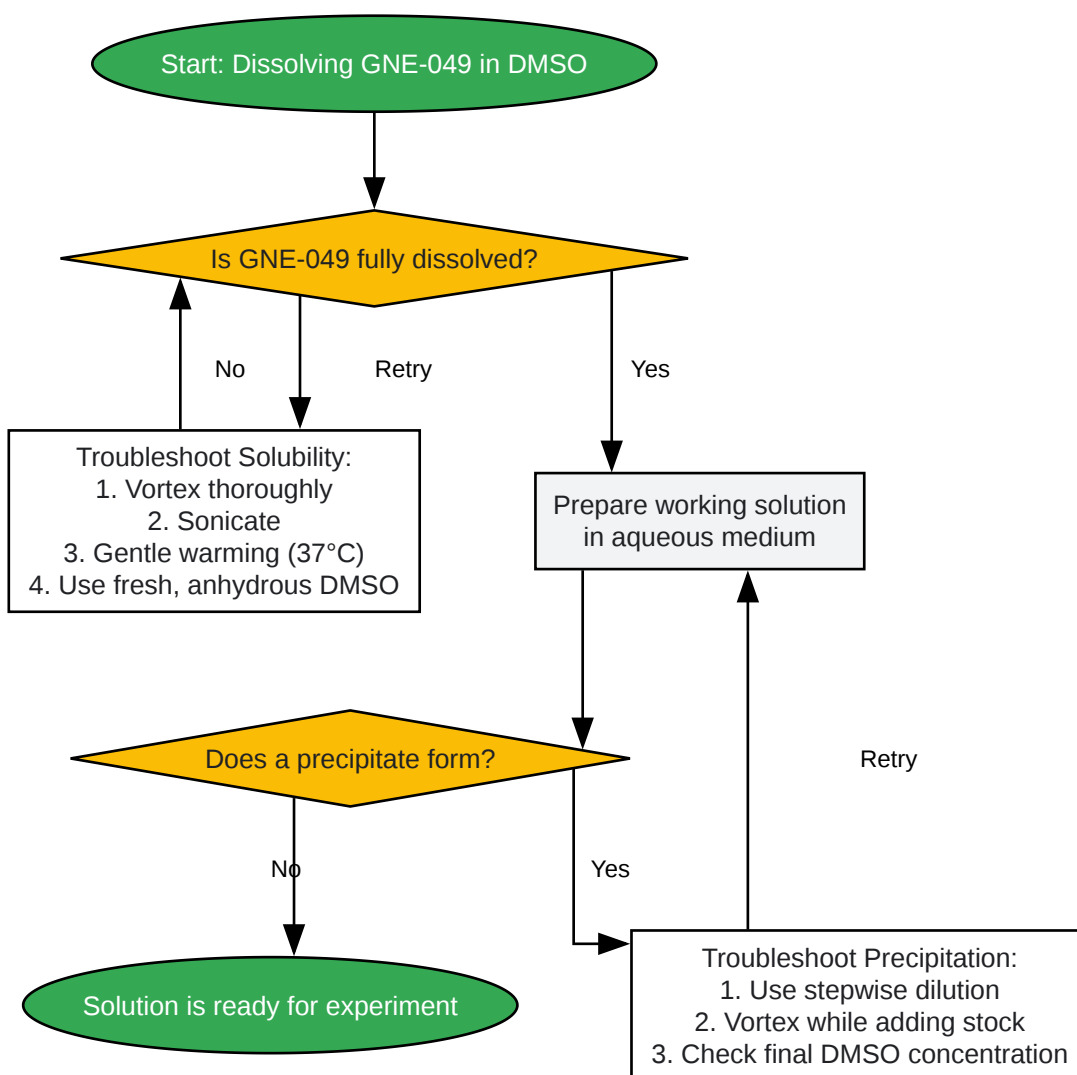 Start: Dissolving GNE-049 in DMSO
Is GNE-049 fully dissolved?
No
Retry
Yes
Troubleshoot Solubility:
1. Vortex thoroughly
2. Sonicate
3. Gentle warming (37°C)
4. Use fresh, anhydrous DMSO
Prepare working solution
in aqueous medium
Does a precipitate form?
Retry
No
Yes
Solution is ready for experiment
Troubleshoot Precipitation:
1. Use stepwise dilution
2. Vortex while adding stock
3. Check final DMSO concentration